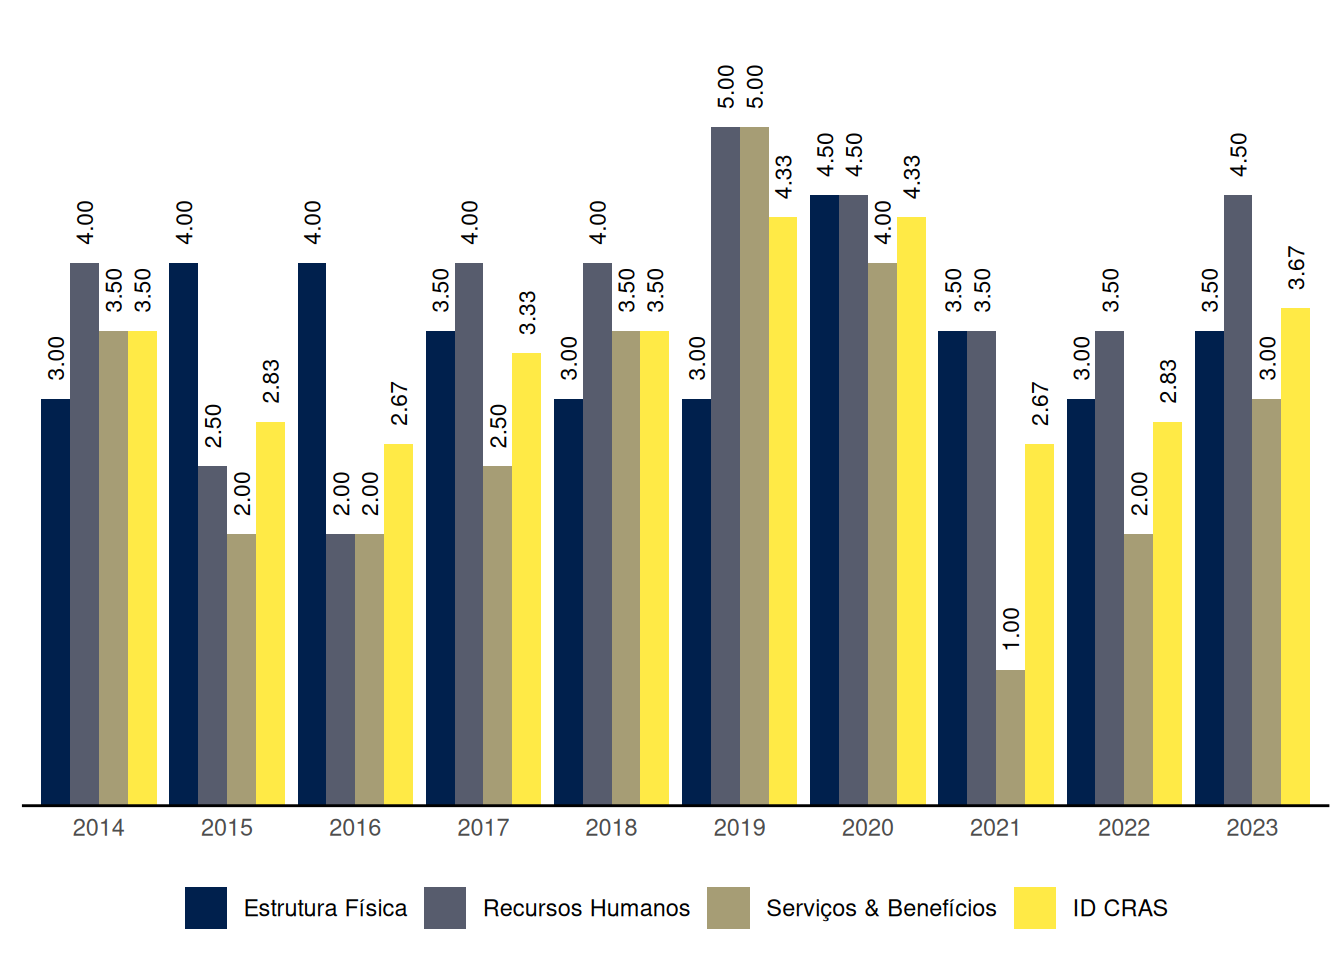 5.00 5.00
4.50 4.50 4.50
4.33 4.33
4.00 4.00 4.00 4.00 4.00 4.00
3.67
3.50 3.50 3.50 3.50 3.50 3.50 3.50 3.50 3.50
3.33
3.00 3.00 3.00 3.00 3.00
2.83 2.83
2.67 2.67
2.50 2.50
2.00 2.00 2.00 2.00
1.00
2014 2015 2016 2017 2018 2019 2020 2021 2022 2023
Estrutura Física Recursos Humanos Serviços & Benefícios ID CRAS